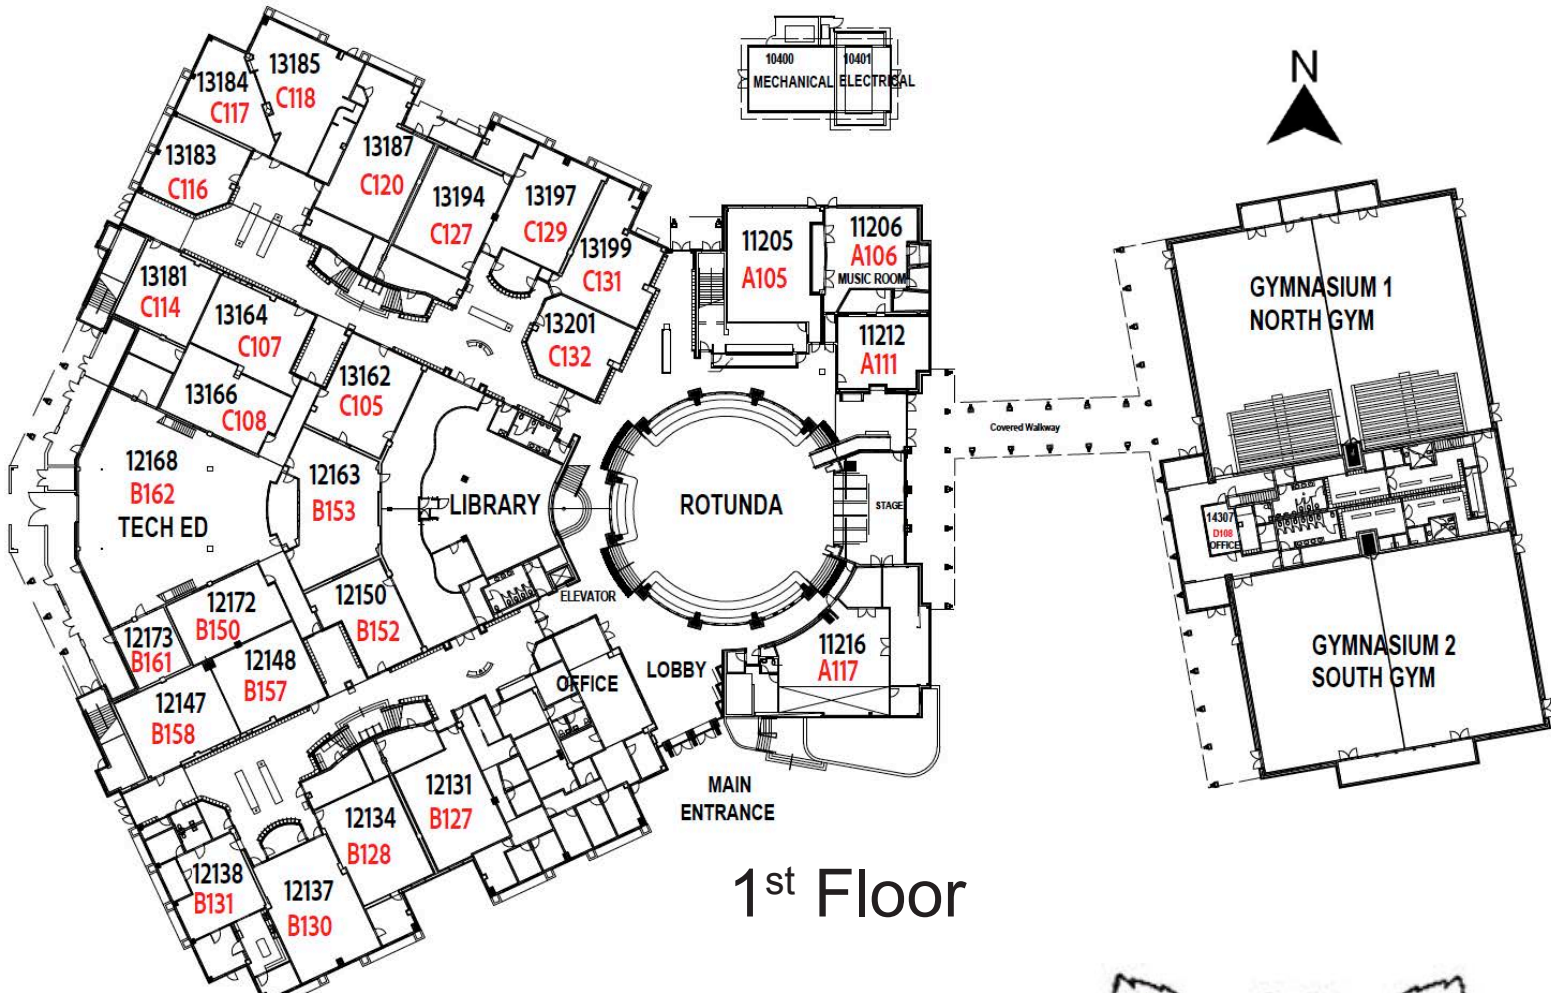 10400
MECHANICAL
10401
ELECTRICAL
N
13184
C117
13185
C118
13183
C116
13187
C120
13194
C127
13197
C129
13199
C131
13201
C132
11205
A105
11206
A106
MUSIC ROOM
11212
A111
13181
C114
13164
C107
13166
C108
13162
C105
12168
B162
TECH ED
12163
B153
LIBRARY
ROTUNDA
STAGE
Covered Walkway
GYMNASIUM 1
NORTH GYM
14307
D108
OFFICE
GYMNASIUM 2
SOUTH GYM
ELEVATOR
12172
B150
12150
B152
12173
B161
12148
B157
12147
B158
OFFICE
LOBBY
11216
A117
12131
B127
12134
B128
12138
B131
12137
B130
MAIN
ENTRANCE
1st Floor